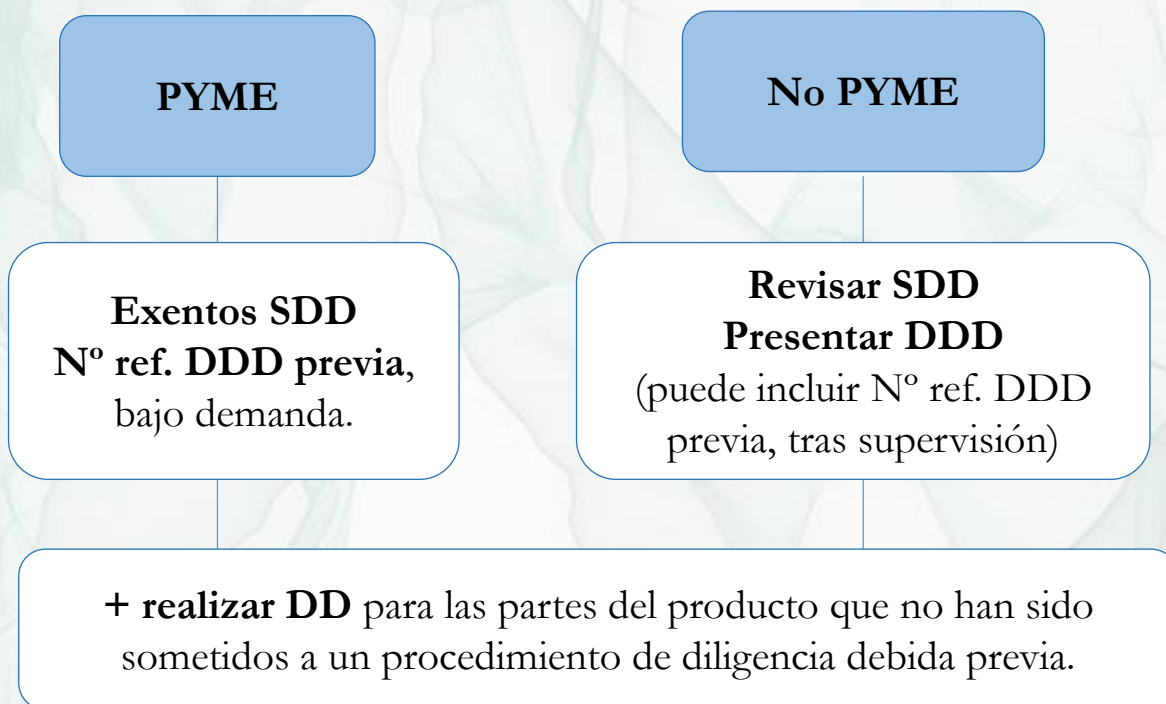 PYME
No PYME
Exentos SDD
Nº ref. DDD previa,
bajo demanda.
Revisar SDD
Presentar DDD
(puede incluir Nº ref. DDD
previa, tras supervisión)
+ realizar DD para las partes del producto que no han sido
sometidos a un procedimiento de diligencia debida previa.